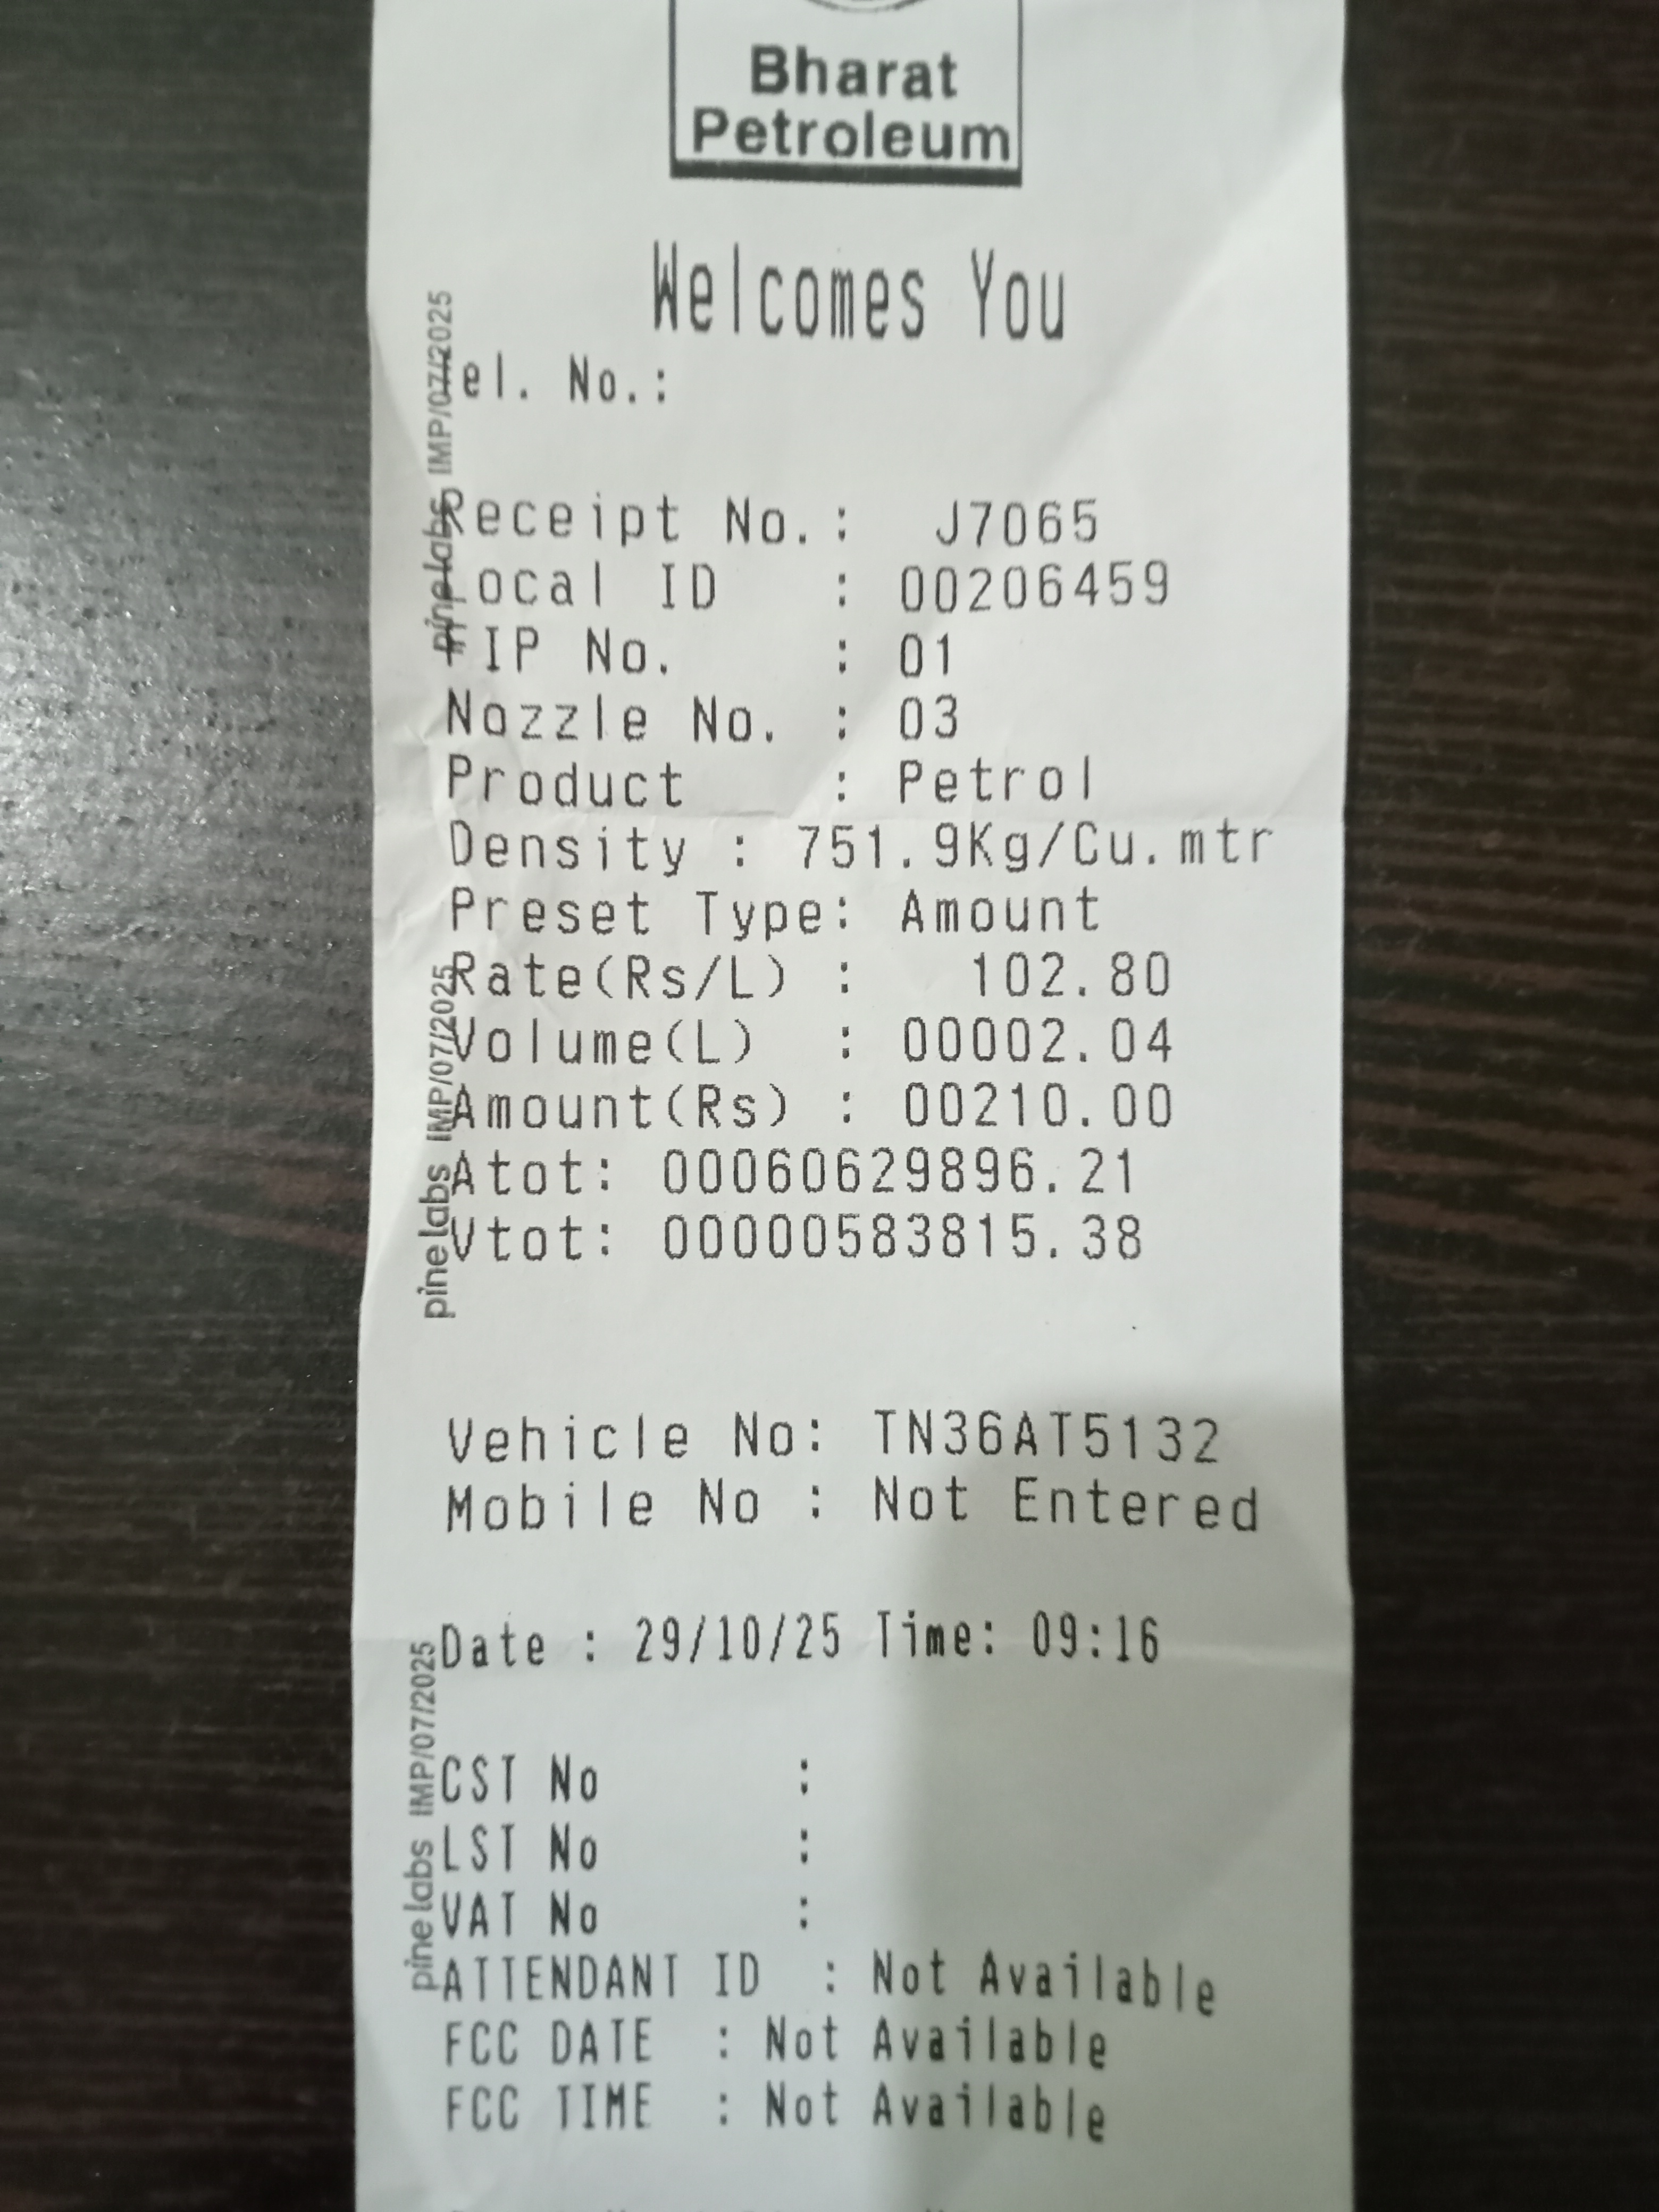 Bharat
Petroleum
Welcomes You
Tel. No.:
Receipt No.: J7065
Local ID : 00206459
FIP No. : 01
Nozzle No. : 03
Product : Petrol
Density : 751.9Kg/Cu.mtr
Preset Type: Amount
Rate(Rs/L) : 102.80
Volume(L) : 00002.04
Amount(Rs) : 00210.00
Atot: 00060629896.21
Vtot: 00000583815.38
Vehicle No: TN36AT5132
Mobile No : Not Entered
Date : 29/10/25 Time: 09:16
CST No :
LST No :
VAT No :
ATTENDANT ID : Not Available
FCC DATE : Not Available
FCC TIME : Not Available
pine labs IMP/07/2025
pine labs IMP/07/2025
pine labs IMP/07/2025